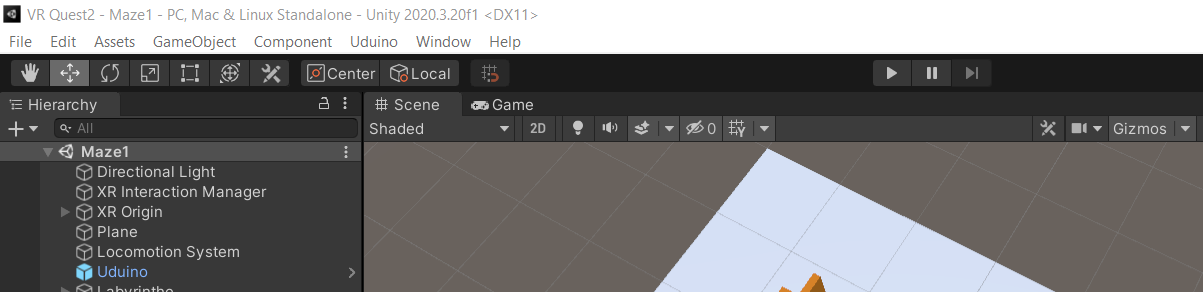 VR Quest2 - Maze1 - PC, Mac & Linux Standalone - Unity 2020.3.20f1 <DX11>
File Edit Assets GameObject Component Uduino Window Help
Center Local
Hierarchy Scene Game
All Shaded 2D 0 Gizmos
Maze1
Directional Light
XR Interaction Manager
XR Origin
Plane
Locomotion System
Uduino
Labyrinthe